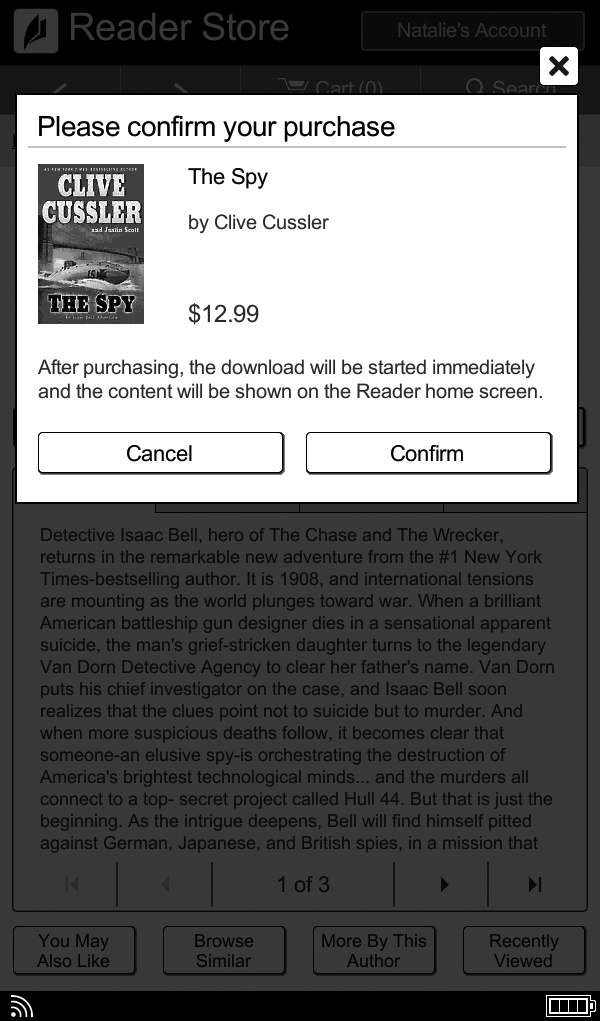 Reader Store
Natalie's Account
Cart (0)
Search
Please confirm your purchase
#1 NEW YORK TIMES BESTSELLING AUTHOR
CLIVE
CUSSLER
and Justin Scott
THE SPY
An Isaac Bell Adventure
The Spy
by Clive Cussler
$12.99
After purchasing, the download will be started immediately
and the content will be shown on the Reader home screen.
Cancel
Confirm
Detective Isaac Bell, hero of The Chase and The Wrecker,
returns in the remarkable new adventure from the #1 New York
Times-bestselling author. It is 1908, and international tensions
are mounting as the world plunges toward war. When a brilliant
American battleship gun designer dies in a sensational apparent
suicide, the man's grief-stricken daughter turns to the legendary
Van Dorn Detective Agency to clear her father's name. Van Dorn
puts his chief investigator on the case, and Isaac Bell soon
realizes that the clues point not to suicide but to murder. And
when more suspicious deaths follow, it becomes clear that
someone-an elusive spy-is orchestrating the destruction of
America's brightest technological minds... and the murders all
connect to a top- secret project called Hull 44. But that is just the
beginning. As the intrigue deepens, Bell will find himself pitted
against German, Japanese, and British spies, in a mission that
1 of 3
You May
Also Like
Browse
Similar
More By This
Author
Recently
Viewed